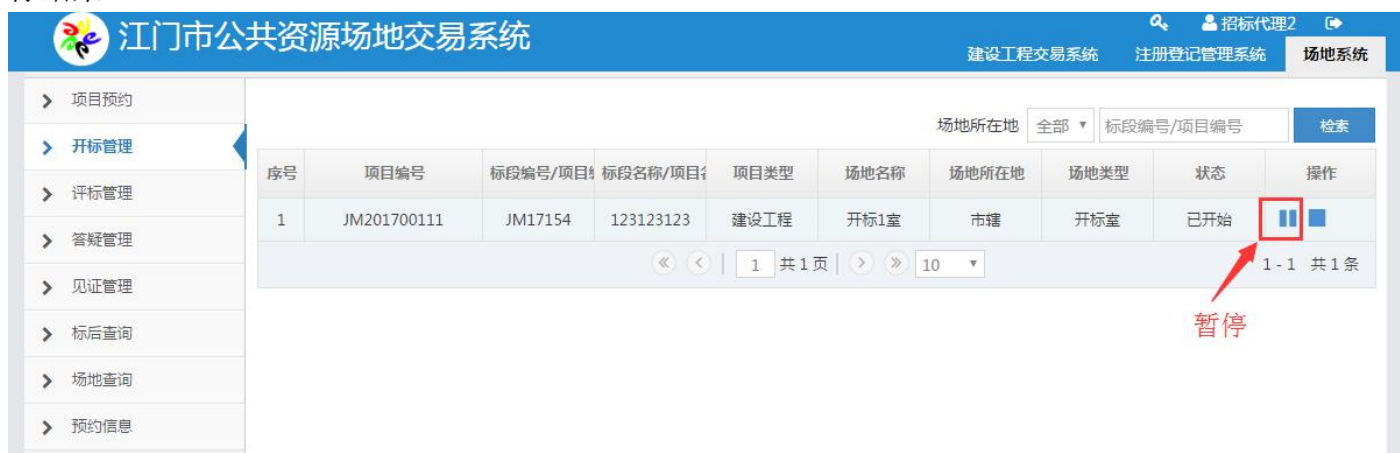 江门市公共资源场地交易系统
招标代理2
建设工程交易系统 注册登记管理系统 场地系统
项目预约
开标管理
评标管理
答疑管理
见证管理
标后查询
场地查询
预约信息
场地所在地 全部 标段编号/项目编号 检索
序号 项目编号 标段编号/项目 标段名称/项目 项目类型 场地名称 场地所在地 场地类型 状态 操作
1 JM201700111 JM17154 123123123 建设工程 开标1室 市辖 开标室 已开始
1 共1页 10 1 - 1 共1条
暂停